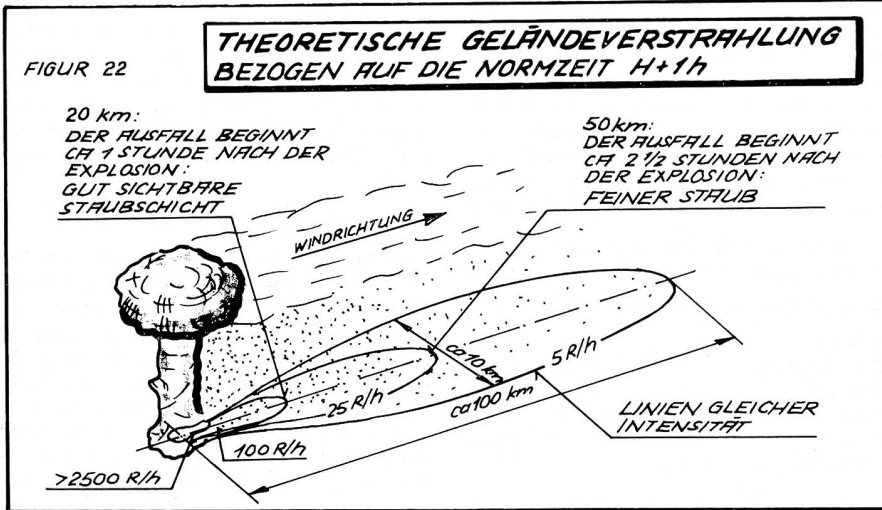 FIGUR 22
THEORETISCHE GELÄNDEVERSTRAHLUNG
BEZOGEN AUF DIE NORMZEIT H+1h
20 km:
DER AUSFALL BEGINNT
CA 1 STUNDE NACH DER
EXPLOSION:
GUT SICHTBARE
STAUBSCHICHT
50km:
DER AUSFALL BEGINNT
CA 2 1/2 STUNDEN NACH
DER EXPLOSION:
FEINER STAUB
WINDRICHTUNG
ca 10 km
5 R/h
25 R/h
ca 100 km
100 R/h
>2500 R/h
LINIEN GLEICHER
INTENSITÄT